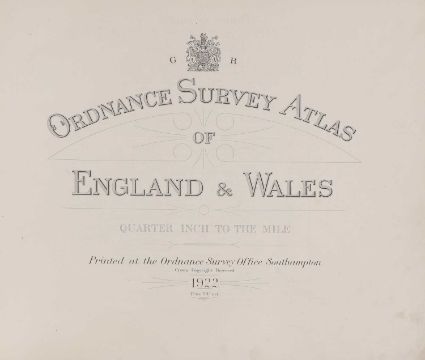 G R
ORDNANCE SURVEY ATLAS
OF
ENGLAND & WALES
QUARTER INCH TO THE MILE
Printed at the Ordnance Survey Office Southampton
Crown Copyright Reserved
1922